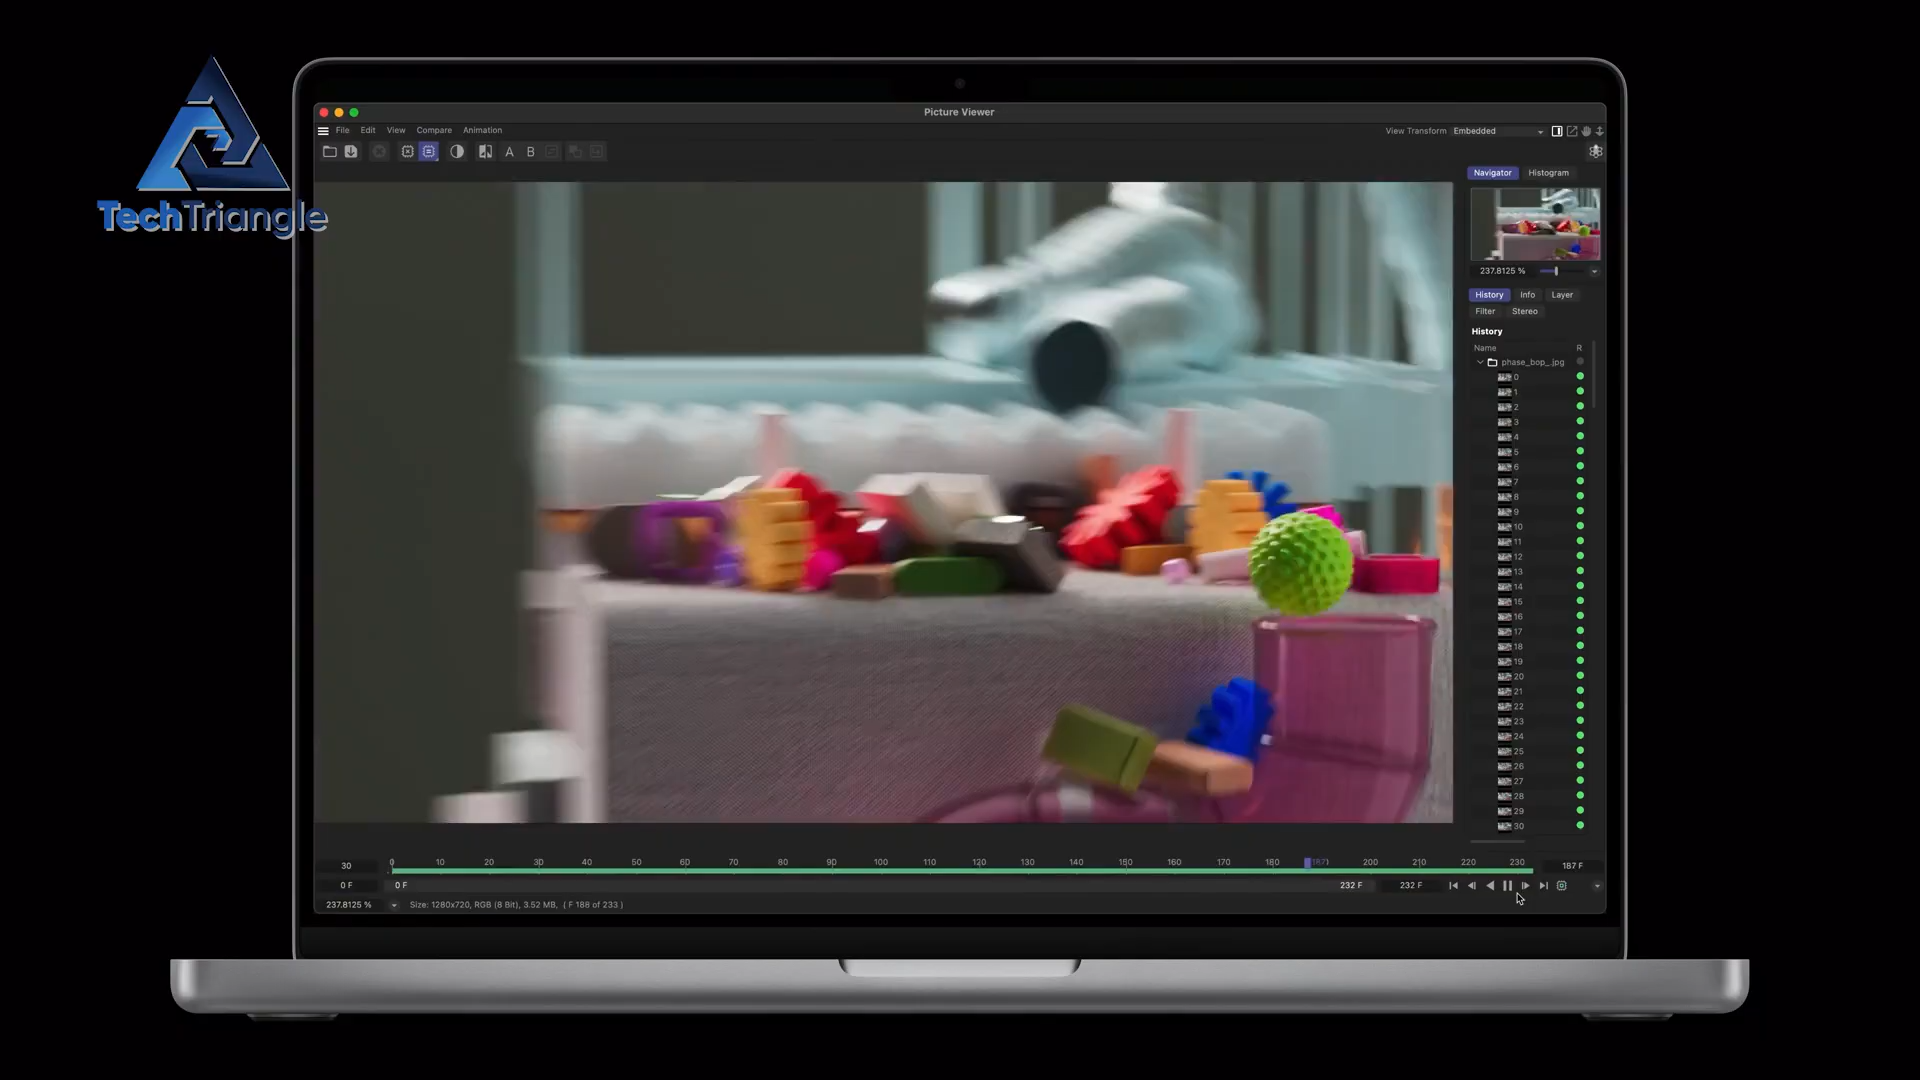 TechTriangle
Picture Viewer
File Edit View Compare Animation
View Transform Embedded
A B
Navigator Histogram
237.8125 %
History Info Layer
Filter Stereo
History
Name R
phase_bop_.jpg
0
1
2
3
4
5
6
7
8
9
10
11
12
13
14
15
16
17
18
19
20
21
22
23
24
25
26
27
28
29
30
30 0 10 20 30 40 50 60 70 80 90 100 110 120 130 140 150 160 170 180 187 200 210 220 230 187 F
0 F 0 F 232 F 232 F
237.8125 % Size: 1280x720, RGB (8 Bit), 3.52 MB, ( F 188 of 233 )